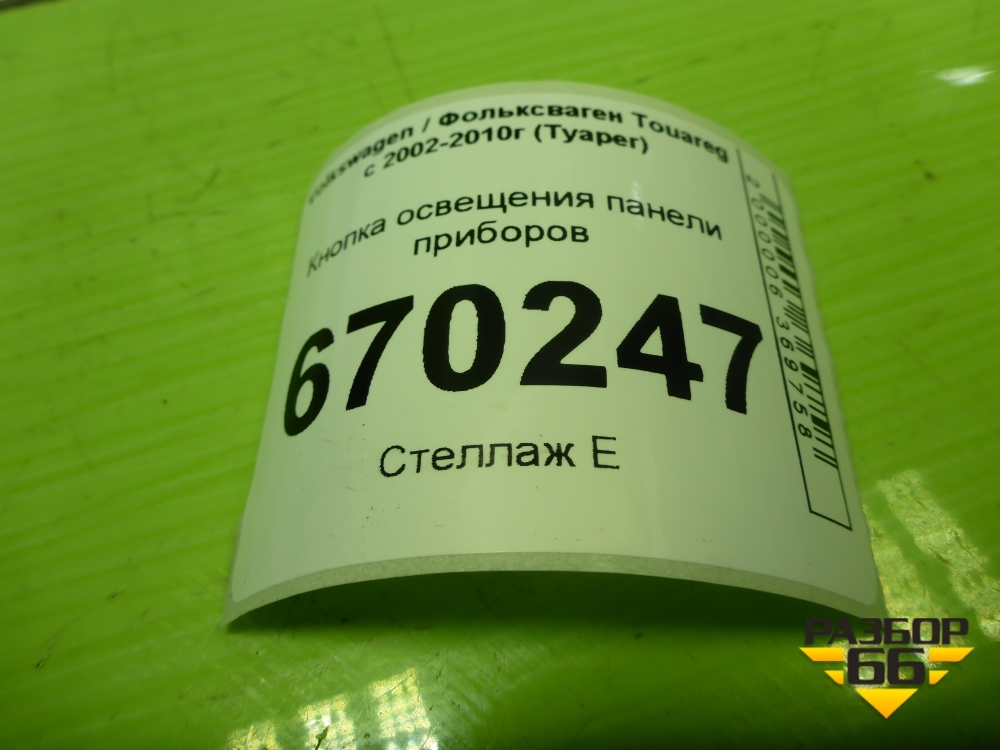 Volkswagen / Фольксваген Touareg
с 2002-2010г (Туарег)
Кнопка освещения панели
приборов
670247
Стеллаж Е
2000006369758
РАЗБОР
66